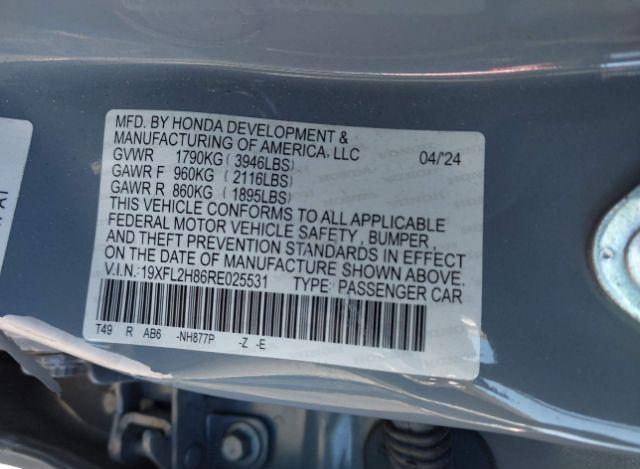 MFD. BY HONDA DEVELOPMENT &
MANUFACTURING OF AMERICA, LLC 04/'24
GVWR 1790KG (3946LBS)
GAWR F 960KG (2116LBS)
GAWR R 860KG (1895LBS)
THIS VEHICLE CONFORMS TO ALL APPLICABLE
FEDERAL MOTOR VEHICLE SAFETY , BUMPER,
AND THEFT PREVENTION STANDARDS IN EFFECT
ON THE DATE OF MANUFACTURE SHOWN ABOVE.
V.I.N.:19XFL2H86RE025531 TYPE: PASSENGER CAR
T49 R AB6 -NH877P -Z -E